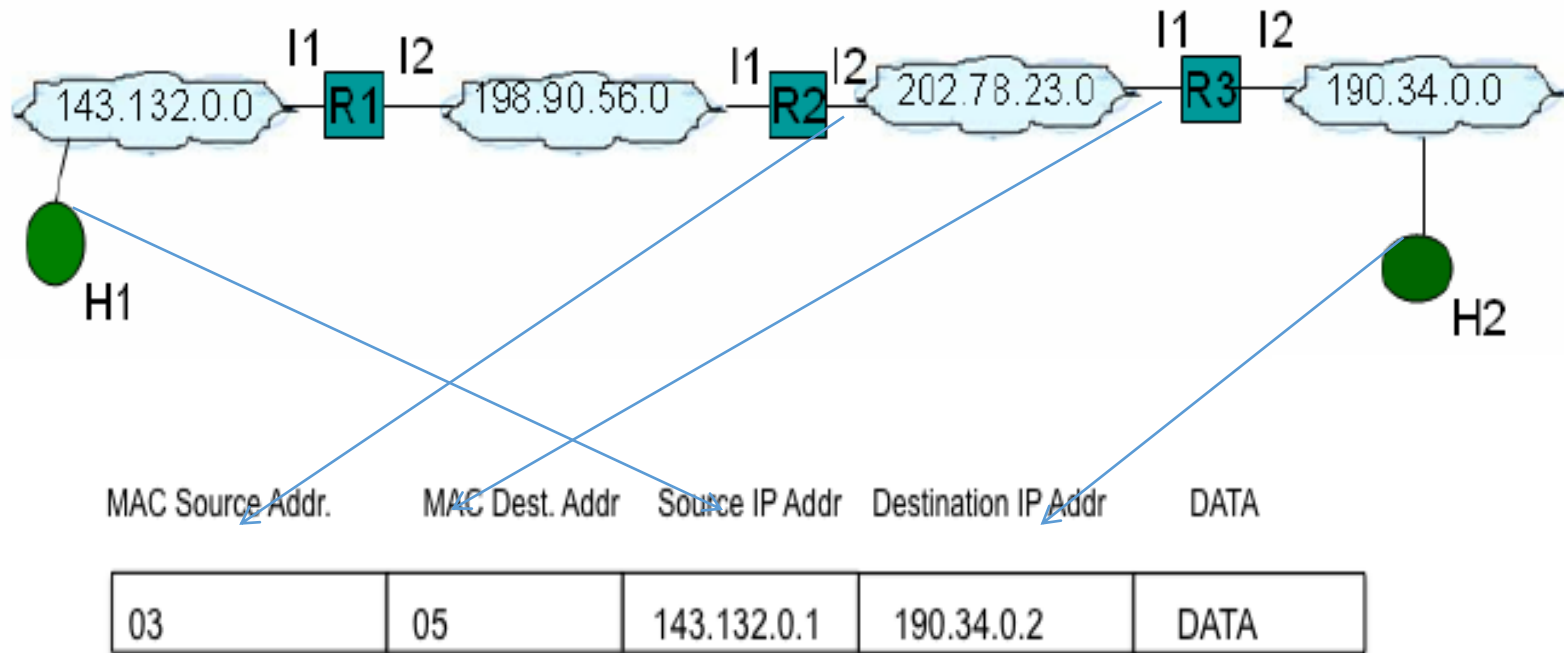 I1 I2 I1 I2 I1 I2
143.132.0.0 R1 198.90.56.0 R2 202.78.23.0 R3 190.34.0.0
H1 H2
MAC Source Addr. MAC Dest. Addr Source IP Addr Destination IP Addr DATA
03 05 143.132.0.1 190.34.0.2 DATA